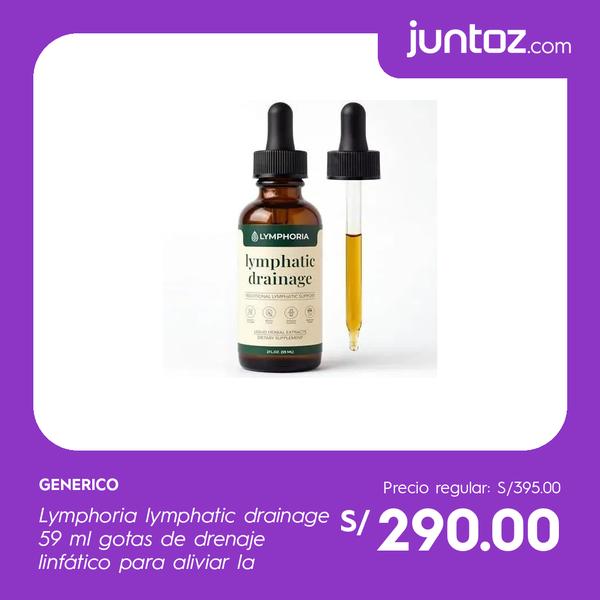 juntoz.com
LYMPHORIA
lymphatic
drainage
TRADITIONAL LYMPHATIC SUPPORT
LIQUID HERBAL EXTRACTS
DIETARY SUPPLEMENT
2 FL OZ (59 ML)
GENERICO
Precio regular: S/395.00
Lymphoria lymphatic drainage
59 ml gotas de drenaje
linfático para aliviar la
S/ 290.00